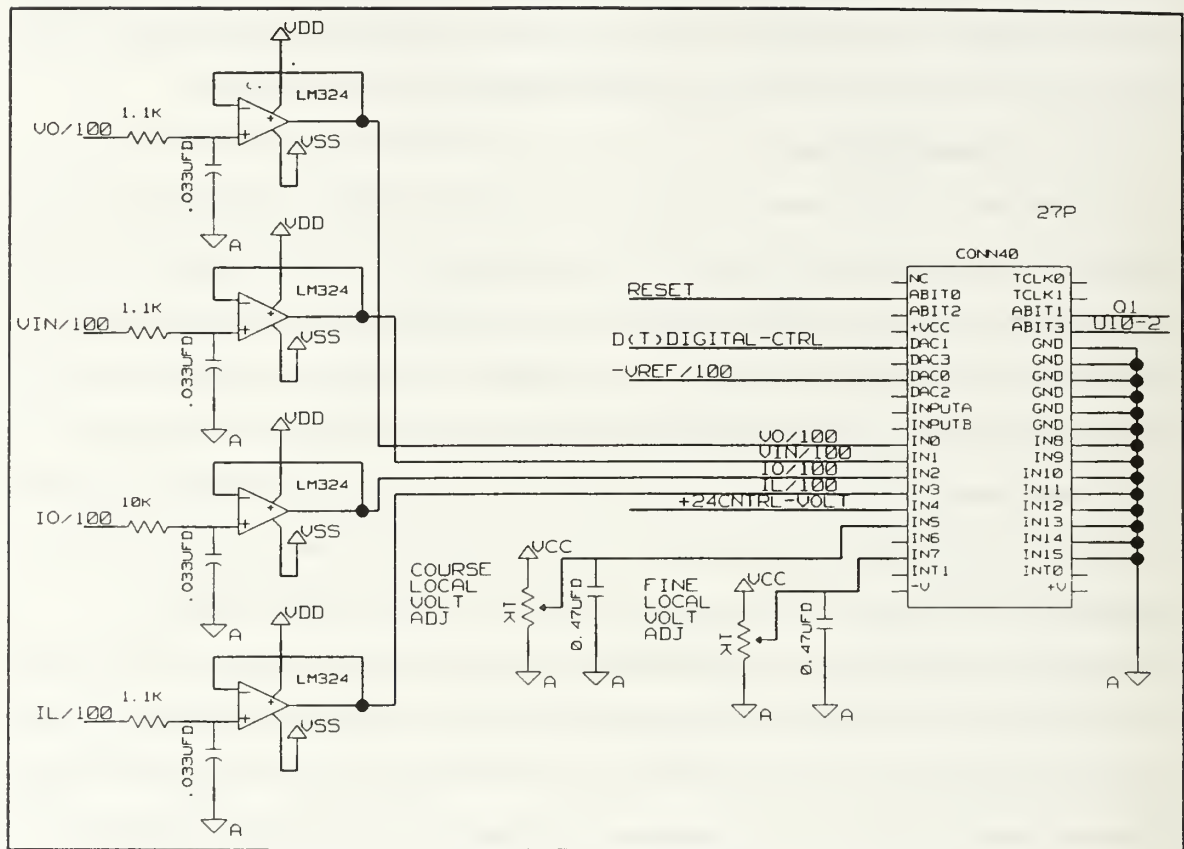 VDD
LM324
1.1K
VO/100
VSS
.033UFD
A
VDD
LM324
1.1K
VIN/100
VSS
.033UFD
A
VDD
LM324
10K
IO/100
VSS
.033UFD
A
VDD
LM324
1.1K
IL/100
VSS
.033UFD
A
27P
CONN40
RESET
D(T)DIGITAL-CTRL
-VREF/100
VO/100
VIN/100
IO/100
IL/100
+24CNTRL-VOLT
NC TCLK0
ABIT0 TCLK1
ABIT2 ABIT1
+VCC ABIT3
DAC1 GND
DAC3 GND
DAC0 GND
DAC2 GND
INPUTA GND
INPUTB GND
IN0 IN8
IN1 IN9
IN2 IN10
IN3 IN11
IN4 IN12
IN5 IN13
IN6 IN14
IN7 IN15
INT1 INT0
-V +V
Q1
UI0-2
A
COURSE
LOCAL
VOLT
ADJ
VCC
1K
0.47UFD
A
A
FINE
LOCAL
VOLT
ADJ
VCC
1K
0.47UFD
A
A